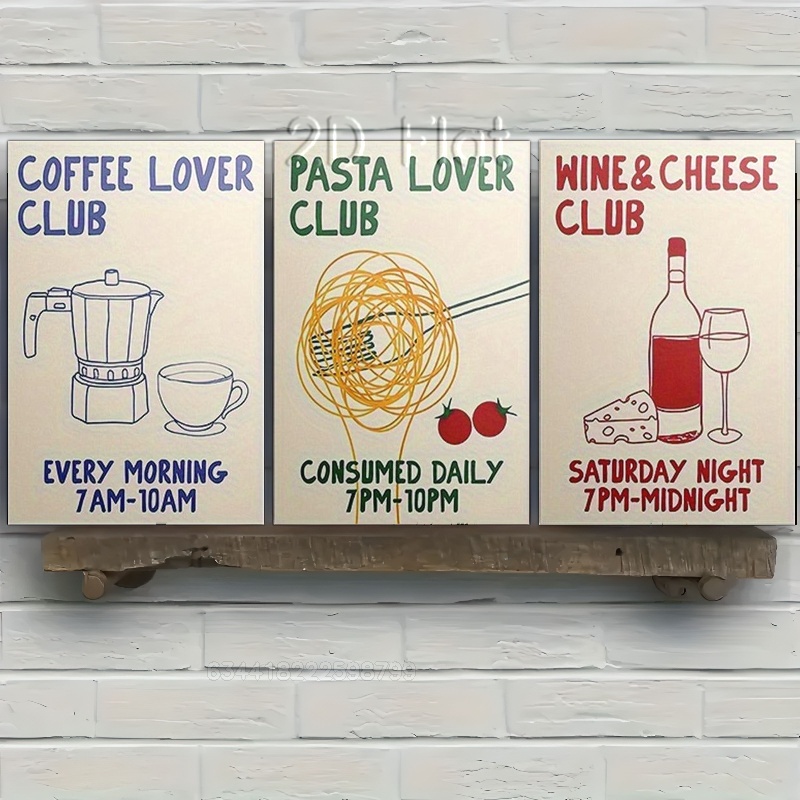 2D Flat
COFFEE LOVER
CLUB
EVERY MORNING
7AM-10AM
PASTA LOVER
CLUB
CONSUMED DAILY
7PM-10PM
WINE & CHEESE
CLUB
SATURDAY NIGHT
7PM-MIDNIGHT